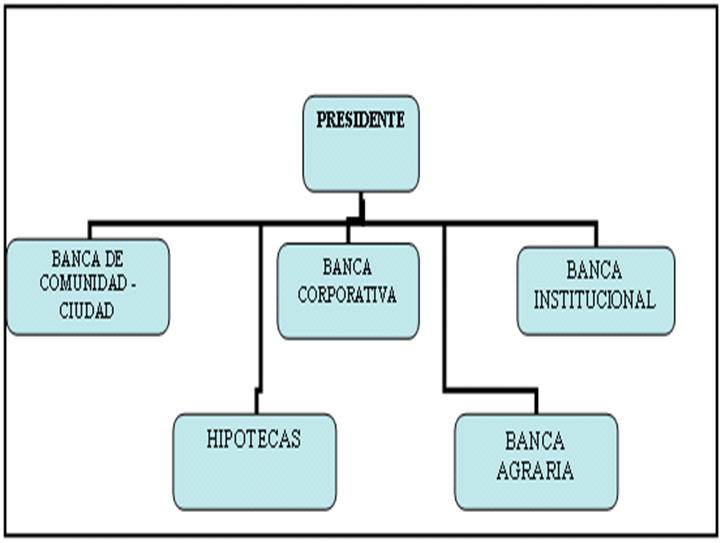 PRESIDENTE
BANCA DE
COMUNIDAD -
CIUDAD
BANCA
CORPORATIVA
BANCA
INSTITUCIONAL
HIPOTECAS
BANCA
AGRARIA